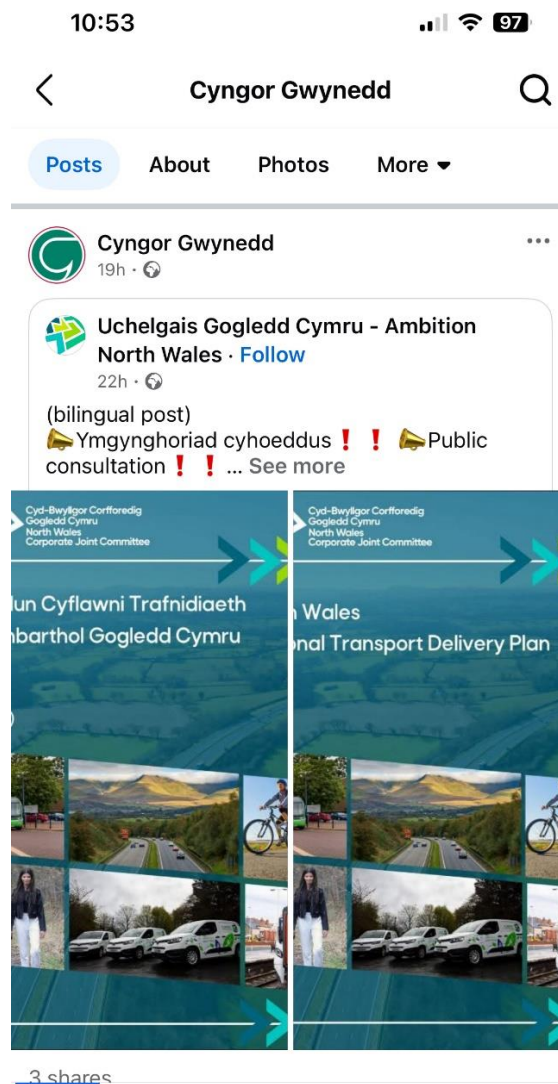 10:53
97
Cyngor Gwynedd
Posts About Photos More
Cyngor Gwynedd
19h
Uchelgais Gogledd Cymru - Ambition
North Wales · Follow
22h
(bilingual post)
📣Ymgynghoriad cyhoeddus❗❗📣Public
consultation❗❗... See more
Cyd-Bwyllgor Corfforedig
Gogledd Cymru
North Wales
Corporate Joint Committee
Cyflawni Trafnidiaeth
Gogledd Cymru
Cyd-Bwyllgor Corfforedig
Gogledd Cymru
North Wales
Corporate Joint Committee
Wales
Transport Delivery Plan
3 shares